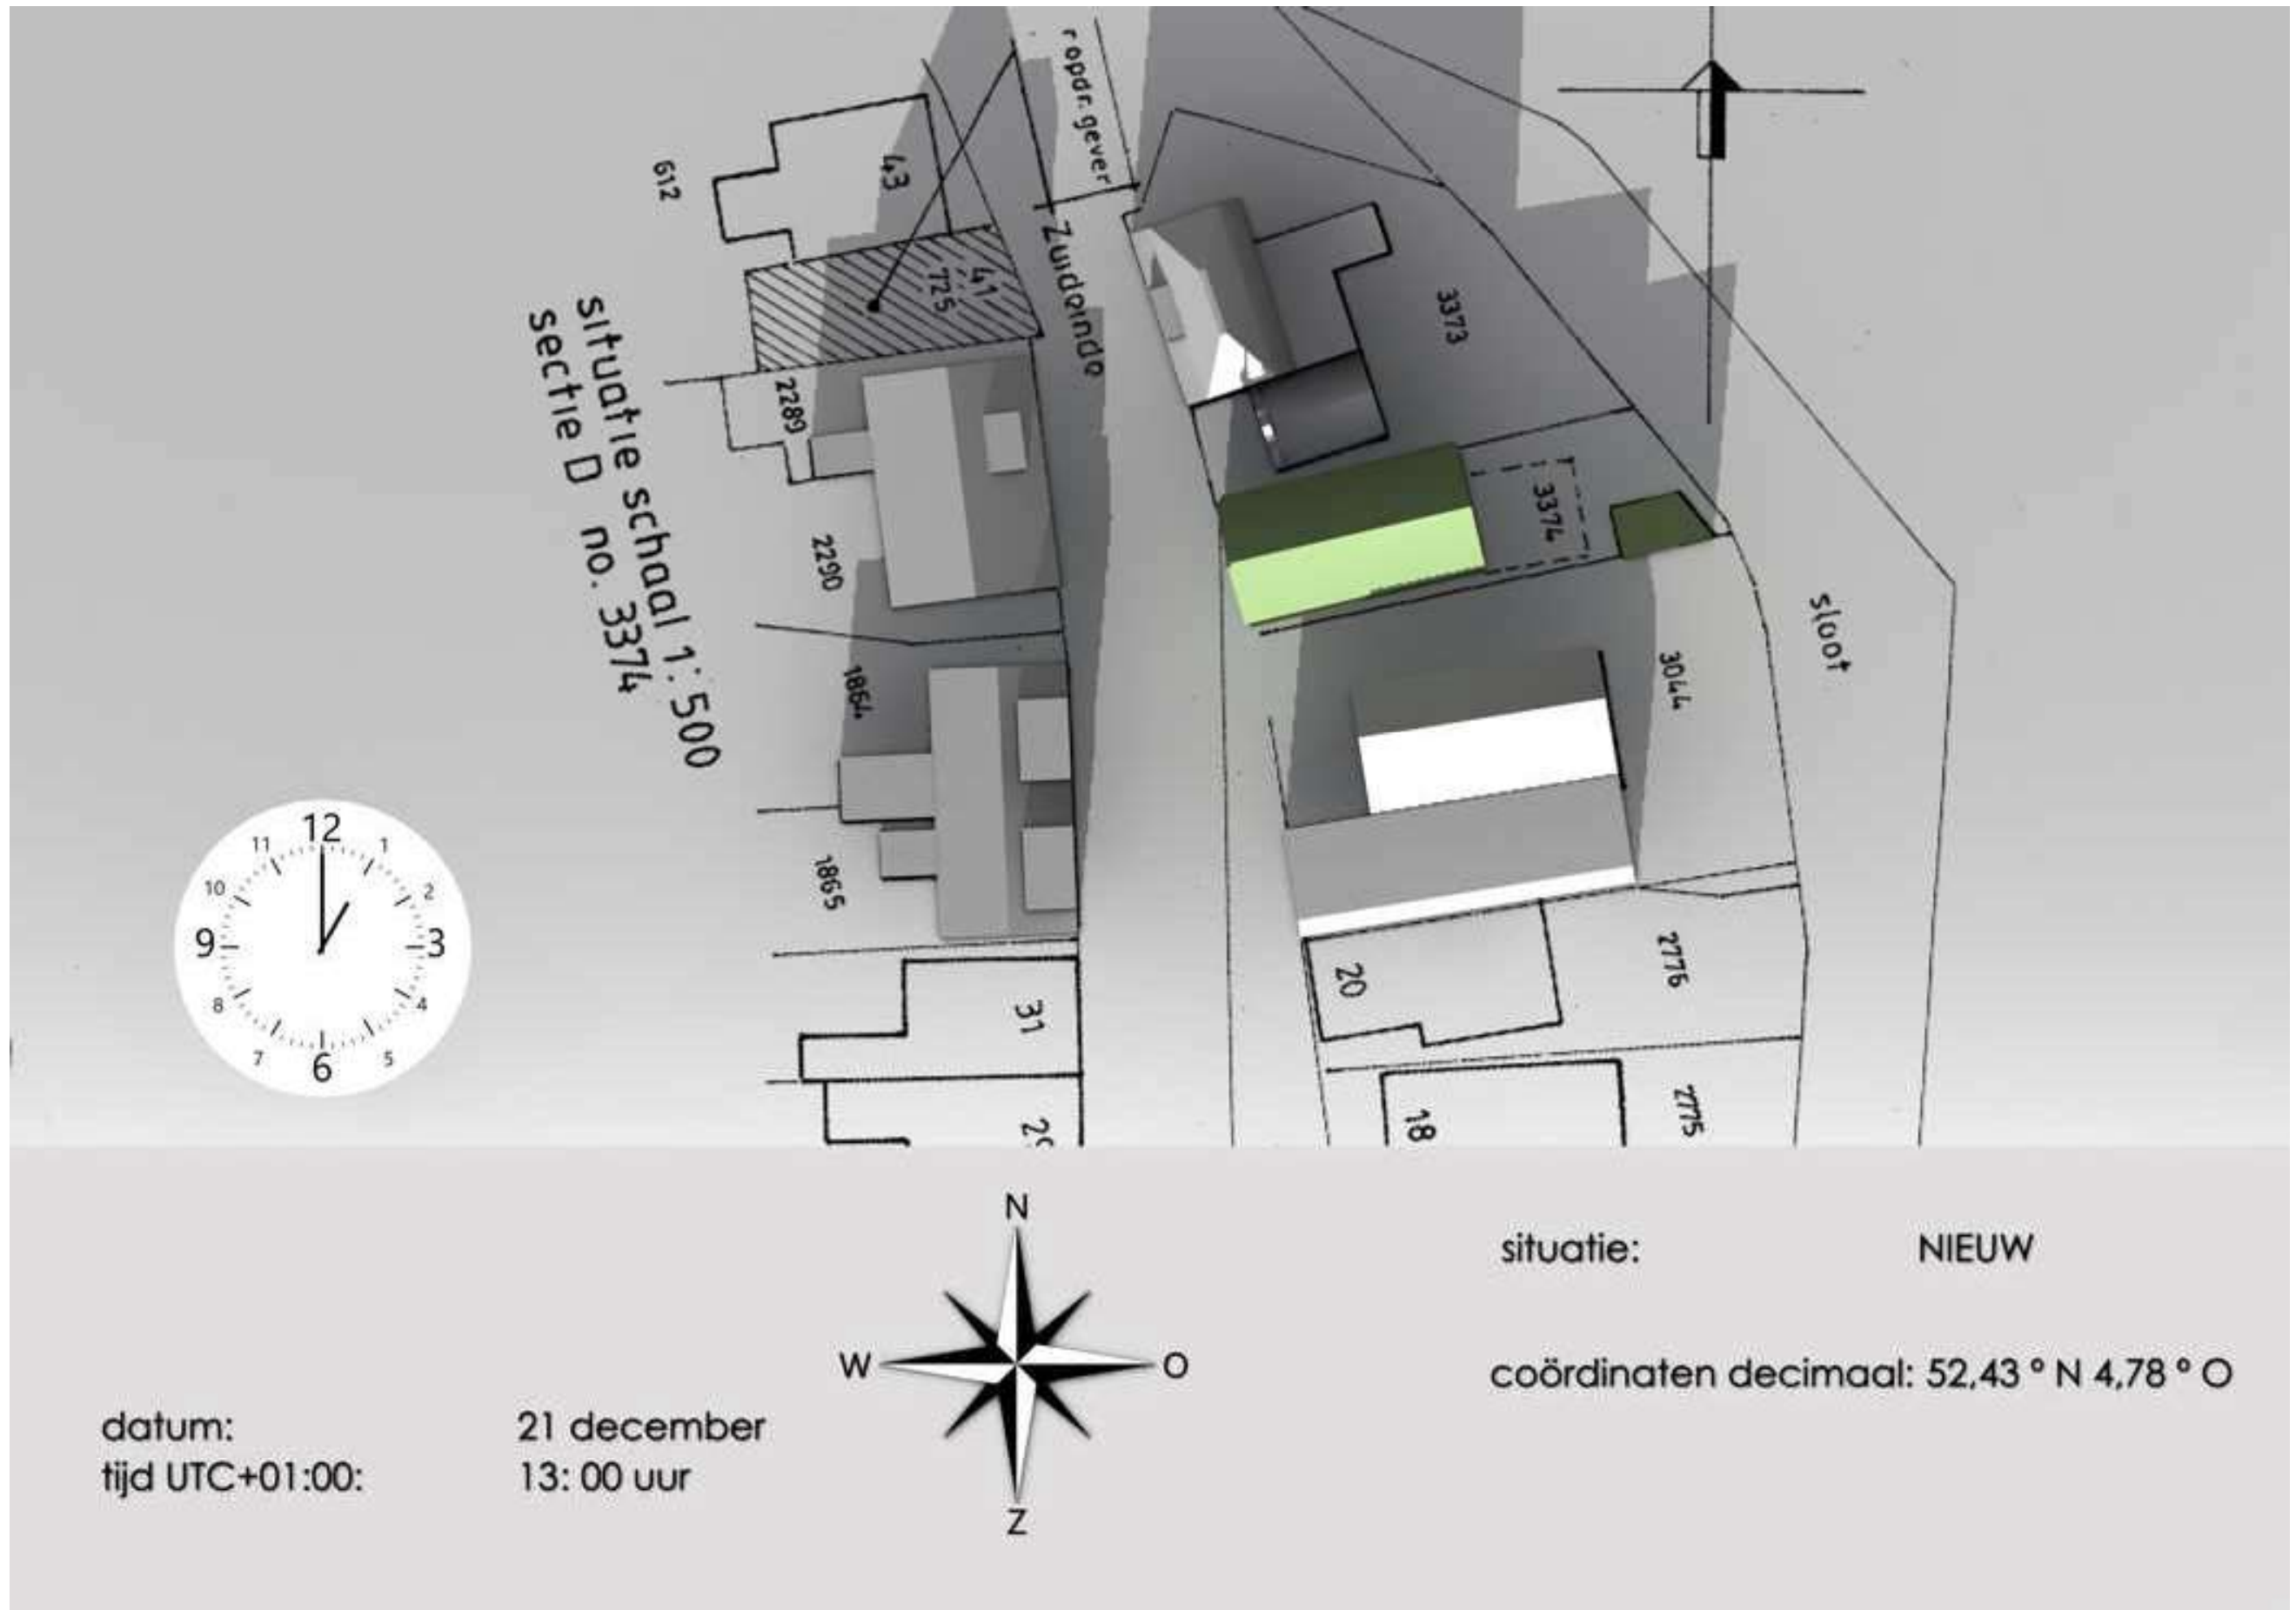 r opdr. gever
Zuideinde
43
612
41
725
3373
2289
situatie schaal 1:500
sectie D no. 3374
3374
2290
sloot
1864
3044
1865
2776
20
31
18
2775
12
1
2
3
4
5
6
7
8
9
10
11
N
W
O
Z
situatie: NIEUW
coördinaten decimaal: 52,43 º N 4,78 º O
datum: 21 december
tijd UTC+01:00: 13: 00 uur